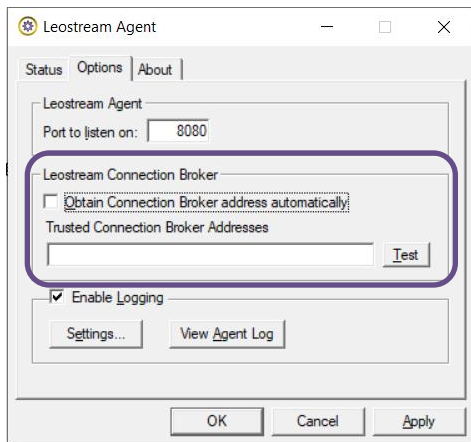 Leostream Agent
Status Options About
Leostream Agent
Port to listen on: 8080
Leostream Connection Broker
Obtain Connection Broker address automatically
Trusted Connection Broker Addresses
Test
Enable Logging
Settings... View Agent Log
OK Cancel Apply